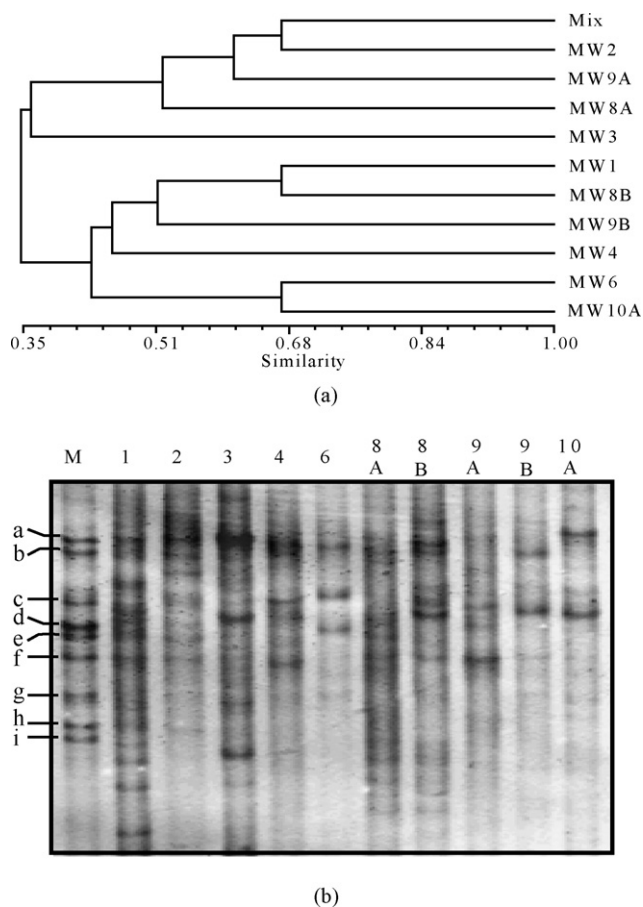 Mix
MW2
MW9A
MW8A
MW3
MW1
MW8B
MW9B
MW4
MW6
MW10A
0.35 0.51 0.68 0.84 1.00
Similarity
(a)
M 1 2 3 4 6 8 8 9 9 10
A B A B A
a
b
c
d
e
f
g
h
i
(b)